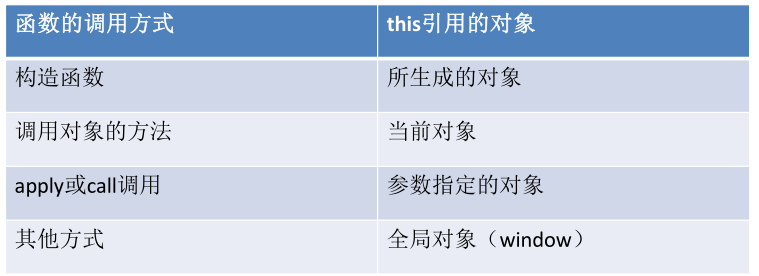 函数的调用方式 this引用的对象
构造函数 所生成的对象
调用对象的方法 当前对象
apply或call调用 参数指定的对象
其他方式 全局对象（window）